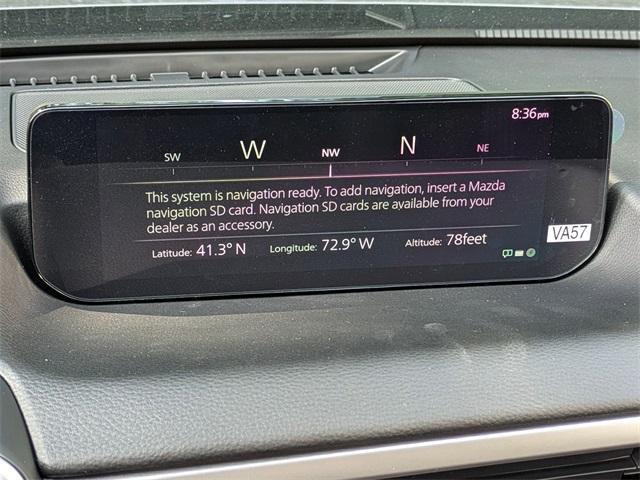 8:36pm
SW W NW N NE
This system is navigation ready. To add navigation, insert a Mazda
navigation SD card. Navigation SD cards are available from your
dealer as an accessory.
VA57
Latitude: 41.3° N Longitude: 72.9° W Altitude: 78feet